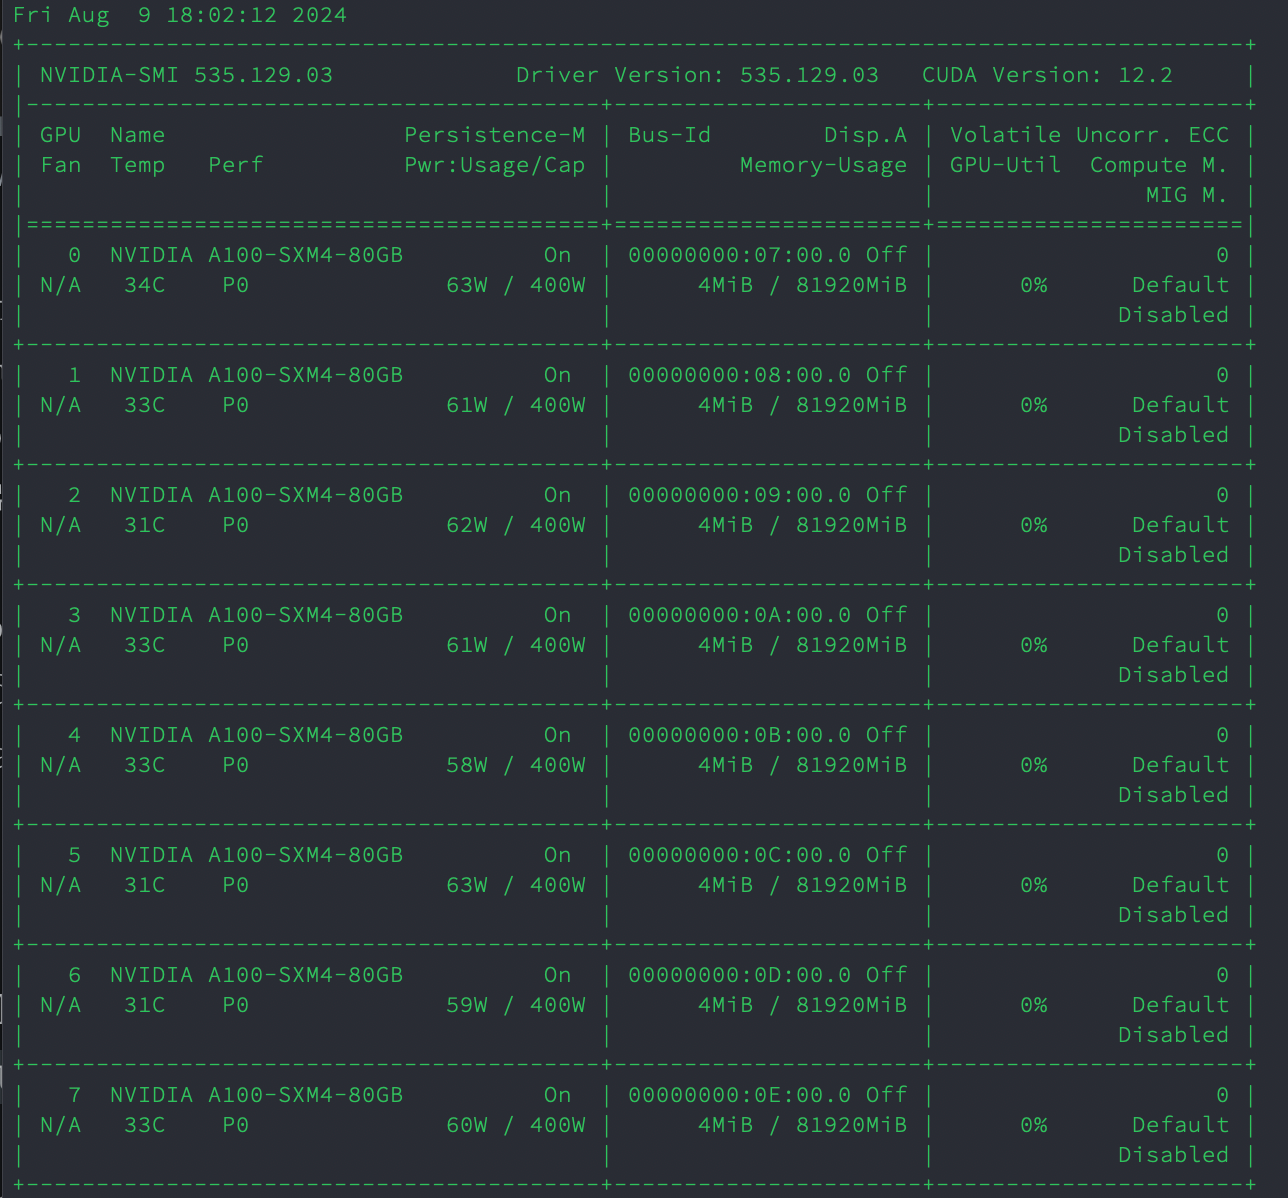 Fri Aug  9 18:02:12 2024
+---------------------------------------------------------------------------------------+
| NVIDIA-SMI 535.129.03             Driver Version: 535.129.03   CUDA Version: 12.2     |
|-----------------------------------------+----------------------+----------------------+
| GPU  Name                 Persistence-M | Bus-Id        Disp.A | Volatile Uncorr. ECC |
| Fan  Temp   Perf          Pwr:Usage/Cap |         Memory-Usage | GPU-Util  Compute M. |
|                                         |                      |               MIG M. |
|=========================================+======================+======================|
|   0  NVIDIA A100-SXM4-80GB          On  | 00000000:07:00.0 Off |                    0 |
| N/A   34C    P0              63W / 400W |      4MiB / 81920MiB |      0%      Default |
|                                         |                      |             Disabled |
+-----------------------------------------+----------------------+----------------------+
|   1  NVIDIA A100-SXM4-80GB          On  | 00000000:08:00.0 Off |                    0 |
| N/A   33C    P0              61W / 400W |      4MiB / 81920MiB |      0%      Default |
|                                         |                      |             Disabled |
+-----------------------------------------+----------------------+----------------------+
|   2  NVIDIA A100-SXM4-80GB          On  | 00000000:09:00.0 Off |                    0 |
| N/A   31C    P0              62W / 400W |      4MiB / 81920MiB |      0%      Default |
|                                         |                      |             Disabled |
+-----------------------------------------+----------------------+----------------------+
|   3  NVIDIA A100-SXM4-80GB          On  | 00000000:0A:00.0 Off |                    0 |
| N/A   33C    P0              61W / 400W |      4MiB / 81920MiB |      0%      Default |
|                                         |                      |             Disabled |
+-----------------------------------------+----------------------+----------------------+
|   4  NVIDIA A100-SXM4-80GB          On  | 00000000:0B:00.0 Off |                    0 |
| N/A   33C    P0              58W / 400W |      4MiB / 81920MiB |      0%      Default |
|                                         |                      |             Disabled |
+-----------------------------------------+----------------------+----------------------+
|   5  NVIDIA A100-SXM4-80GB          On  | 00000000:0C:00.0 Off |                    0 |
| N/A   31C    P0              63W / 400W |      4MiB / 81920MiB |      0%      Default |
|                                         |                      |             Disabled |
+-----------------------------------------+----------------------+----------------------+
|   6  NVIDIA A100-SXM4-80GB          On  | 00000000:0D:00.0 Off |                    0 |
| N/A   31C    P0              59W / 400W |      4MiB / 81920MiB |      0%      Default |
|                                         |                      |             Disabled |
+-----------------------------------------+----------------------+----------------------+
|   7  NVIDIA A100-SXM4-80GB          On  | 00000000:0E:00.0 Off |                    0 |
| N/A   33C    P0              60W / 400W |      4MiB / 81920MiB |      0%      Default |
|                                         |                      |             Disabled |
+-----------------------------------------+----------------------+----------------------+